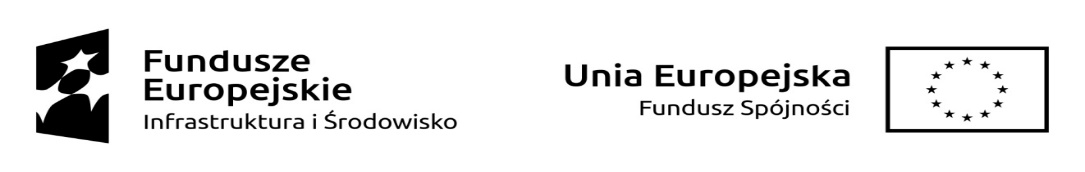 Fundusze
Europejskie
Infrastruktura i Środowisko
Unia Europejska
Fundusz Spójności